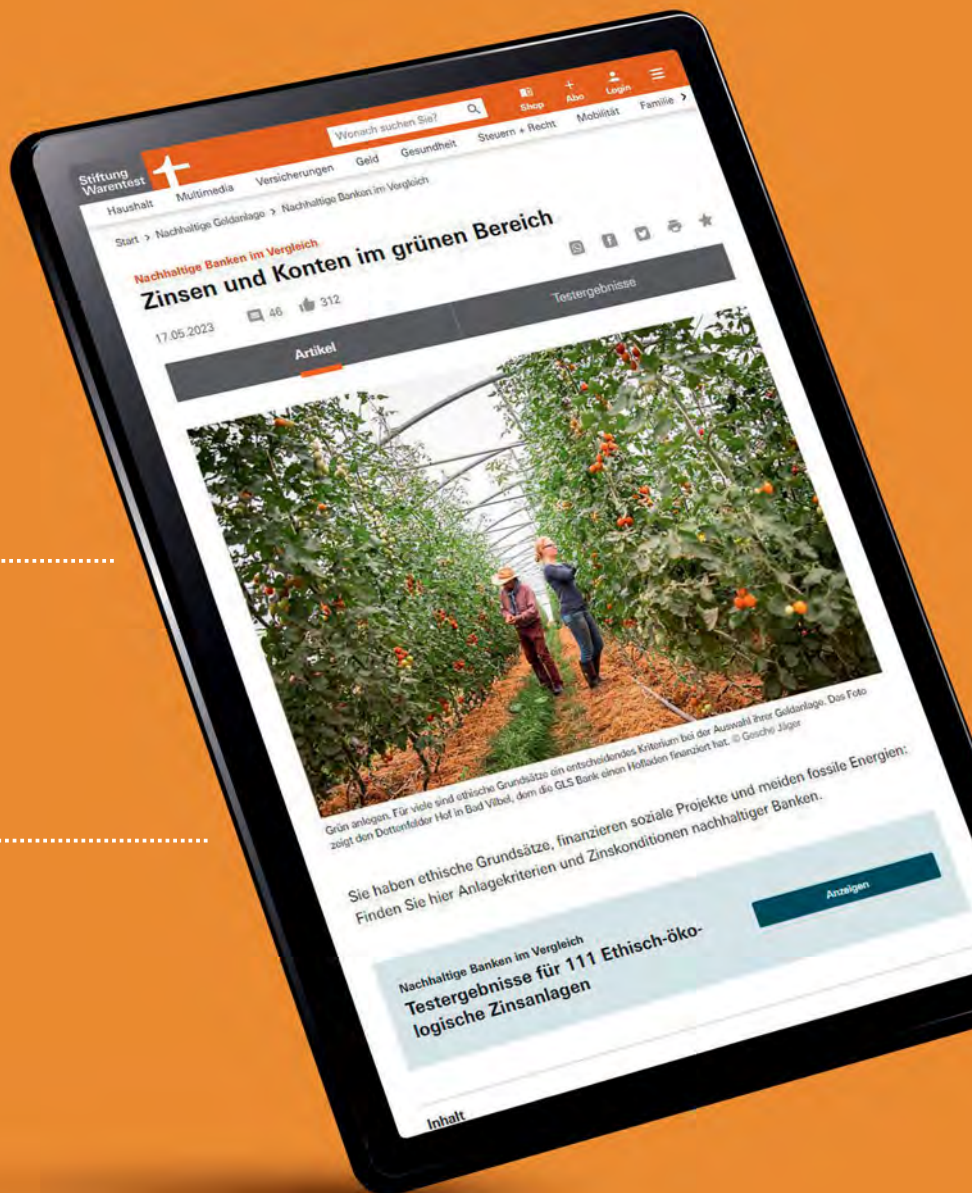 Stiftung
Warentest
Wonach suchen Sie?
Shop
Abo
Login
Haushalt Multimedia Versicherungen Geld Gesundheit Steuern + Recht Mobilität Familie >
Start > Nachhaltige Geldanlage > Nachhaltige Banken im Vergleich
Nachhaltige Banken im Vergleich
Zinsen und Konten im grünen Bereich
17.05.2023 46 312
Artikel Testergebnisse
Grün anlegen. Für viele sind ethische Grundsätze ein entscheidendes Kriterium bei der Auswahl ihrer Geldanlage. Das Foto
zeigt den Dottenfelder Hof in Bad Vilbel, dem die GLS Bank einen Hofladen finanziert hat. © Gesche Jäger
Sie haben ethische Grundsätze, finanzieren soziale Projekte und meiden fossile Energien:
Finden Sie hier Anlagekriterien und Zinskonditionen nachhaltiger Banken.
Nachhaltige Banken im Vergleich
Testergebnisse für 111 Ethisch-öko-
logische Zinsanlagen
Anzeigen
Inhalt